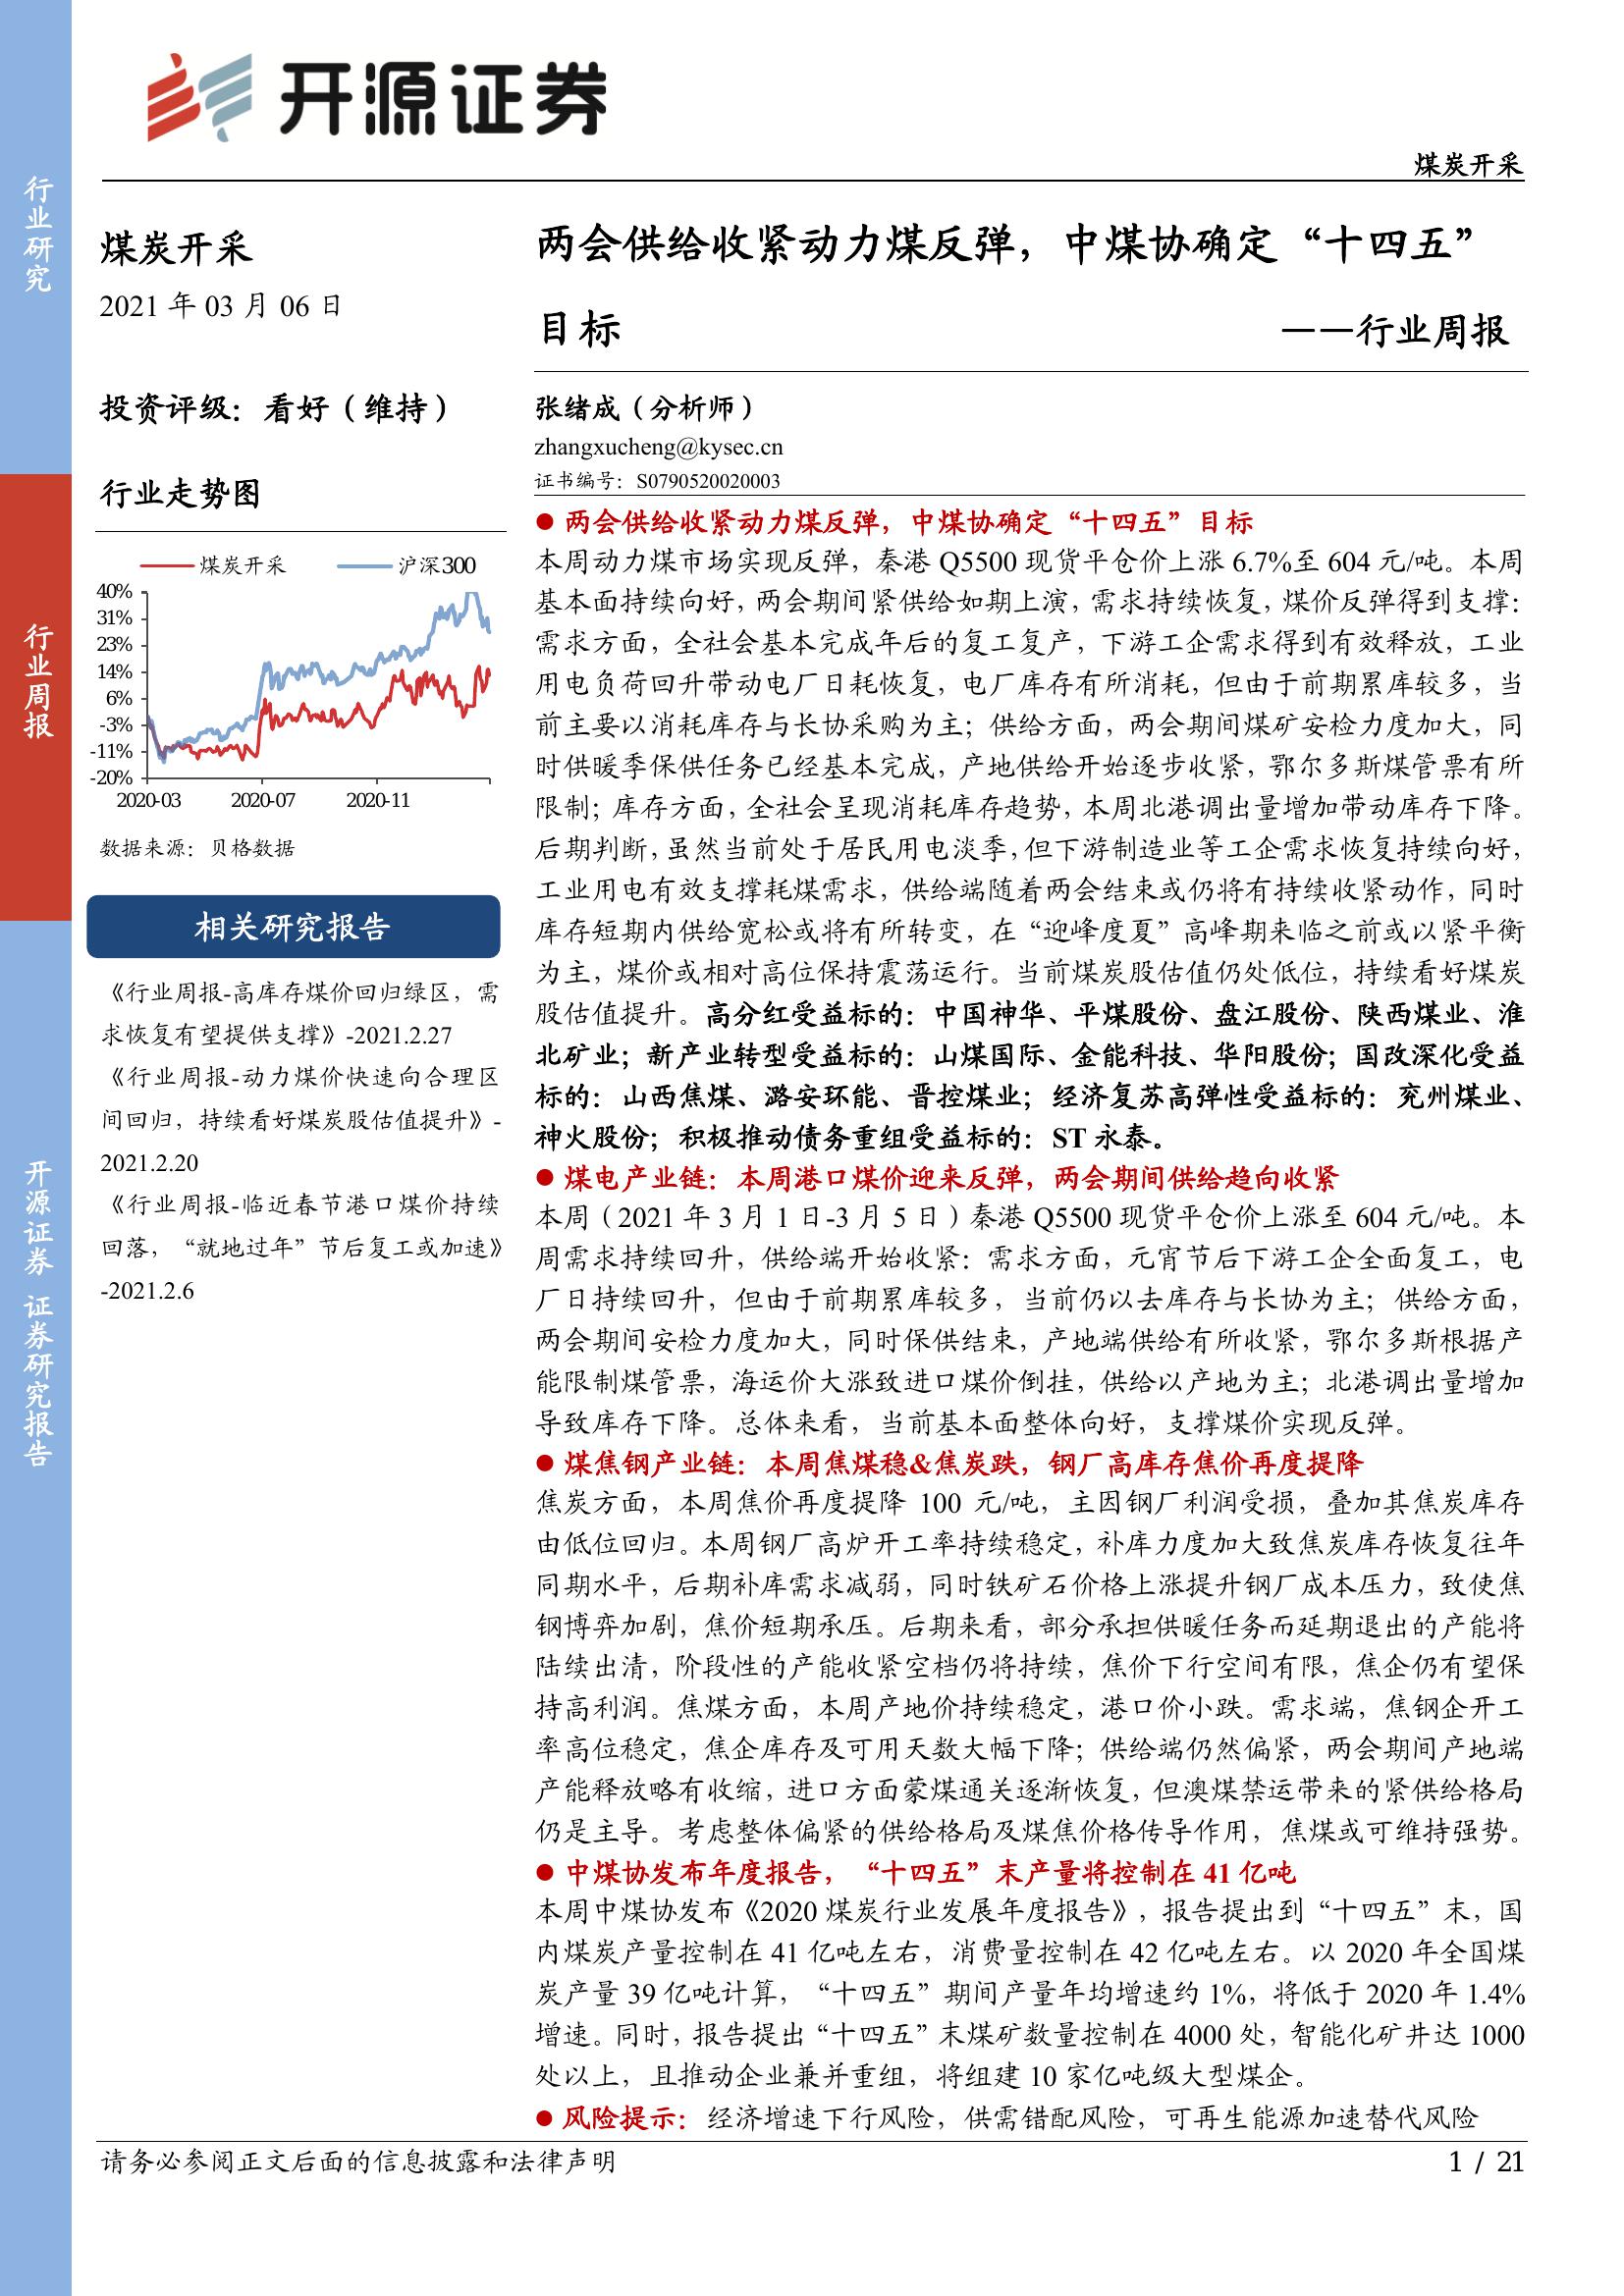 开源证券
煤炭开采
行业研究
行业周报
开源证券 证券研究报告
煤炭开采
2021 年 03 月 06 日
投资评级：看好（维持）
行业走势图
煤炭开采 沪深300
40%
31%
23%
14%
6%
-3%
-11%
-20%
2020-03 2020-07 2020-11
数据来源：贝格数据
相关研究报告
《行业周报-高库存煤价回归绿区，需
求恢复有望提供支撑》-2021.2.27
《行业周报-动力煤价快速向合理区
间回归，持续看好煤炭股估值提升》-
2021.2.20
《行业周报-临近春节港口煤价持续
回落，“就地过年”节后复工或加速》
-2021.2.6
两会供给收紧动力煤反弹，中煤协确定“十四五”
目标 ——行业周报
张绪成（分析师）
zhangxucheng@kysec.cn
证书编号：S0790520020003
● 两会供给收紧动力煤反弹，中煤协确定“十四五”目标
本周动力煤市场实现反弹，秦港 Q5500 现货平仓价上涨 6.7%至 604 元/吨。本周
基本面持续向好，两会期间紧供给如期上演，需求持续恢复，煤价反弹得到支撑：
需求方面，全社会基本完成年后的复工复产，下游工企需求得到有效释放，工业
用电负荷回升带动电厂日耗恢复，电厂库存有所消耗，但由于前期累库较多，当
前主要以消耗库存与长协采购为主；供给方面，两会期间煤矿安检力度加大，同
时供暖季保供任务已经基本完成，产地供给开始逐步收紧，鄂尔多斯煤管票有所
限制；库存方面，全社会呈现消耗库存趋势，本周北港调出量增加带动库存下降。
后期判断，虽然当前处于居民用电淡季，但下游制造业等工企需求恢复持续向好，
工业用电有效支撑耗煤需求，供给端随着两会结束或仍将有持续收紧动作，同时
库存短期内供给宽松或将有所转变，在“迎峰度夏”高峰期来临之前或以紧平衡
为主，煤价或相对高位保持震荡运行。当前煤炭股估值仍处低位，持续看好煤炭
股估值提升。高分红受益标的：中国神华、平煤股份、盘江股份、陕西煤业、淮
北矿业；新产业转型受益标的：山煤国际、金能科技、华阳股份；国改深化受益
标的：山西焦煤、潞安环能、晋控煤业；经济复苏高弹性受益标的：兖州煤业、
神火股份；积极推动债务重组受益标的：ST 永泰。
● 煤电产业链：本周港口煤价迎来反弹，两会期间供给趋向收紧
本周（2021 年 3 月 1 日-3 月 5 日）秦港 Q5500 现货平仓价上涨至 604 元/吨。本
周需求持续回升，供给端开始收紧：需求方面，元宵节后下游工企全面复工，电
厂日持续回升，但由于前期累库较多，当前仍以去库存与长协为主；供给方面，
两会期间安检力度加大，同时保供结束，产地端供给有所收紧，鄂尔多斯根据产
能限制煤管票，海运价大涨致进口煤价倒挂，供给以产地为主；北港调出量增加
导致库存下降。总体来看，当前基本面整体向好，支撑煤价实现反弹。
● 煤焦钢产业链：本周焦煤稳&焦炭跌，钢厂高库存焦价再度提降
焦炭方面，本周焦价再度提降 100 元/吨，主因钢厂利润受损，叠加其焦炭库存
由低位回归。本周钢厂高炉开工率持续稳定，补库力度加大致焦炭库存恢复往年
同期水平，后期补库需求减弱，同时铁矿石价格上涨提升钢厂成本压力，致使焦
钢博弈加剧，焦价短期承压。后期来看，部分承担供暖任务而延期退出的产能将
陆续出清，阶段性的产能收紧空档仍将持续，焦价下行空间有限，焦企仍有望保
持高利润。焦煤方面，本周产地价持续稳定，港口价小跌。需求端，焦钢企开工
率高位稳定，焦企库存及可用天数大幅下降；供给端仍然偏紧，两会期间产地端
产能释放略有收缩，进口方面蒙煤通关逐渐恢复，但澳煤禁运带来的紧供给格局
仍是主导。考虑整体偏紧的供给格局及煤焦价格传导作用，焦煤或可维持强势。
● 中煤协发布年度报告，“十四五”末产量将控制在 41 亿吨
本周中煤协发布《2020 煤炭行业发展年度报告》，报告提出到“十四五”末，国
内煤炭产量控制在 41 亿吨左右，消费量控制在 42 亿吨左右。以 2020 年全国煤
炭产量 39 亿吨计算，“十四五”期间产量年均增速约 1%，将低于 2020 年 1.4%
增速。同时，报告提出“十四五”末煤矿数量控制在 4000 处，智能化矿井达 1000
处以上，且推动企业兼并重组，将组建 10 家亿吨级大型煤企。
● 风险提示：经济增速下行风险，供需错配风险，可再生能源加速替代风险
请务必参阅正文后面的信息披露和法律声明 1 / 21